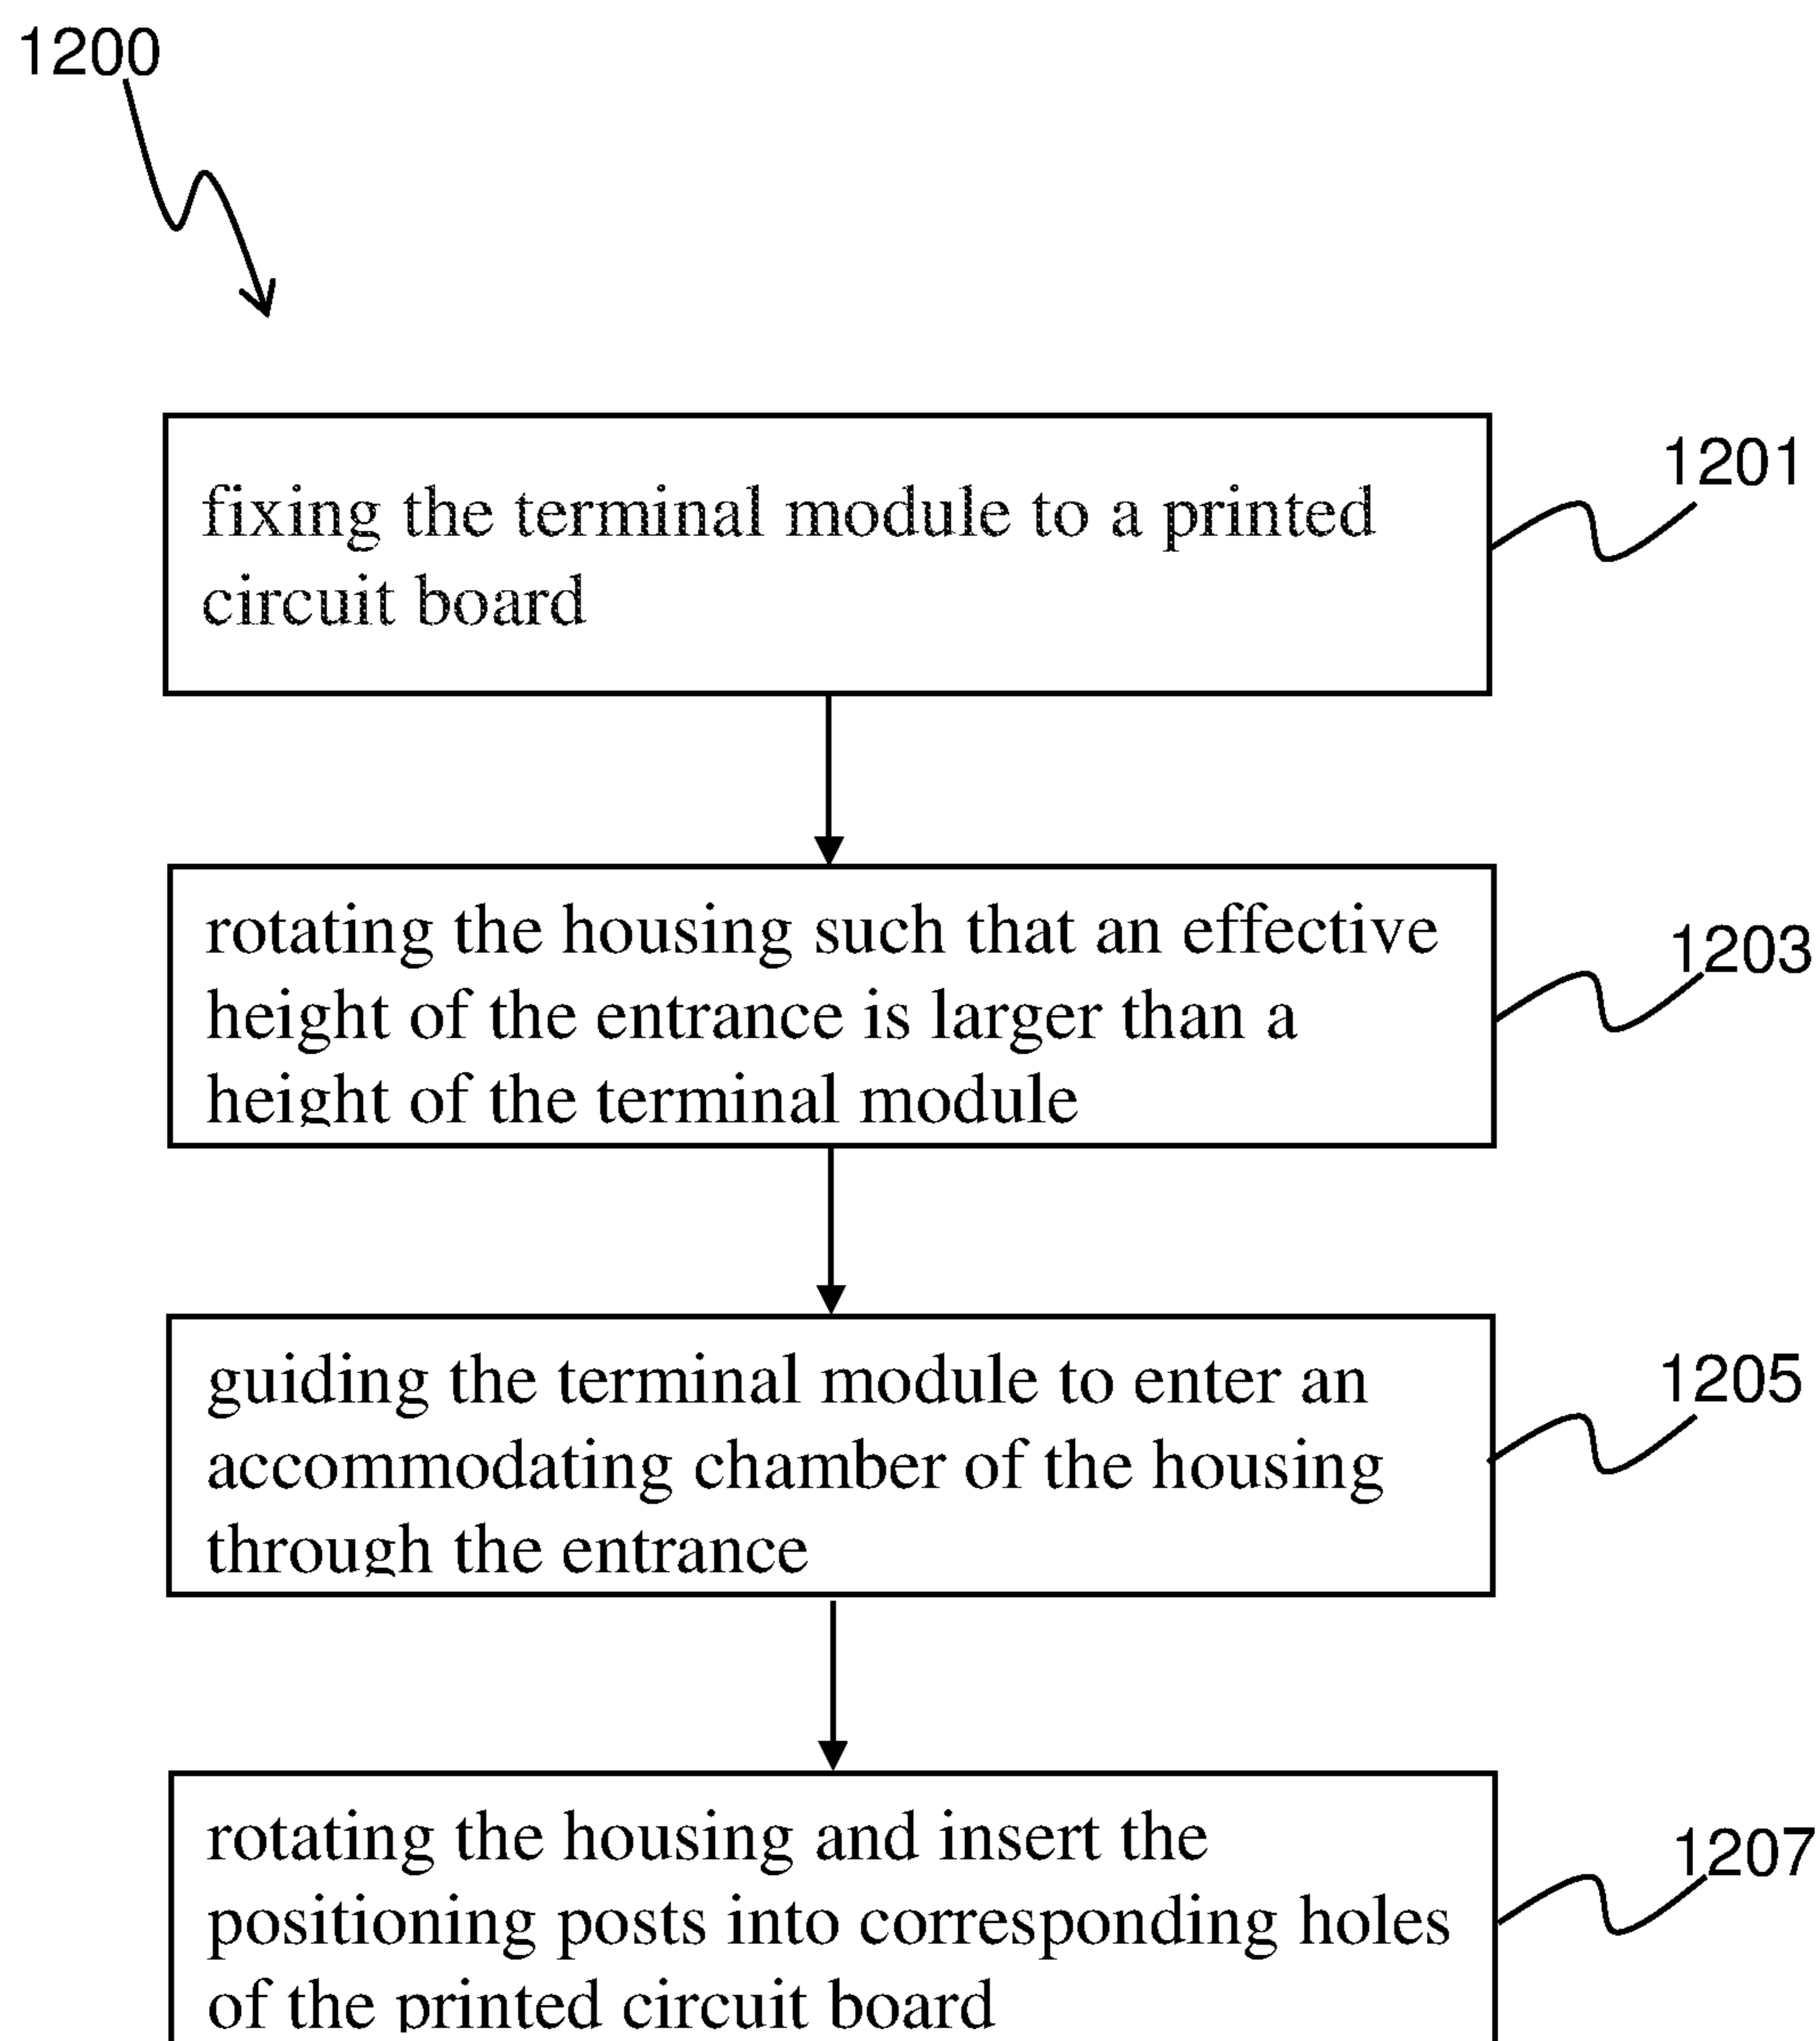 1200
fixing the terminal module to a printed
circuit board
1201
rotating the housing such that an effective
height of the entrance is larger than a
height of the terminal module
1203
guiding the terminal module to enter an
accommodating chamber of the housing
through the entrance
1205
rotating the housing and insert the
positioning posts into corresponding holes
of the printed circuit board
1207